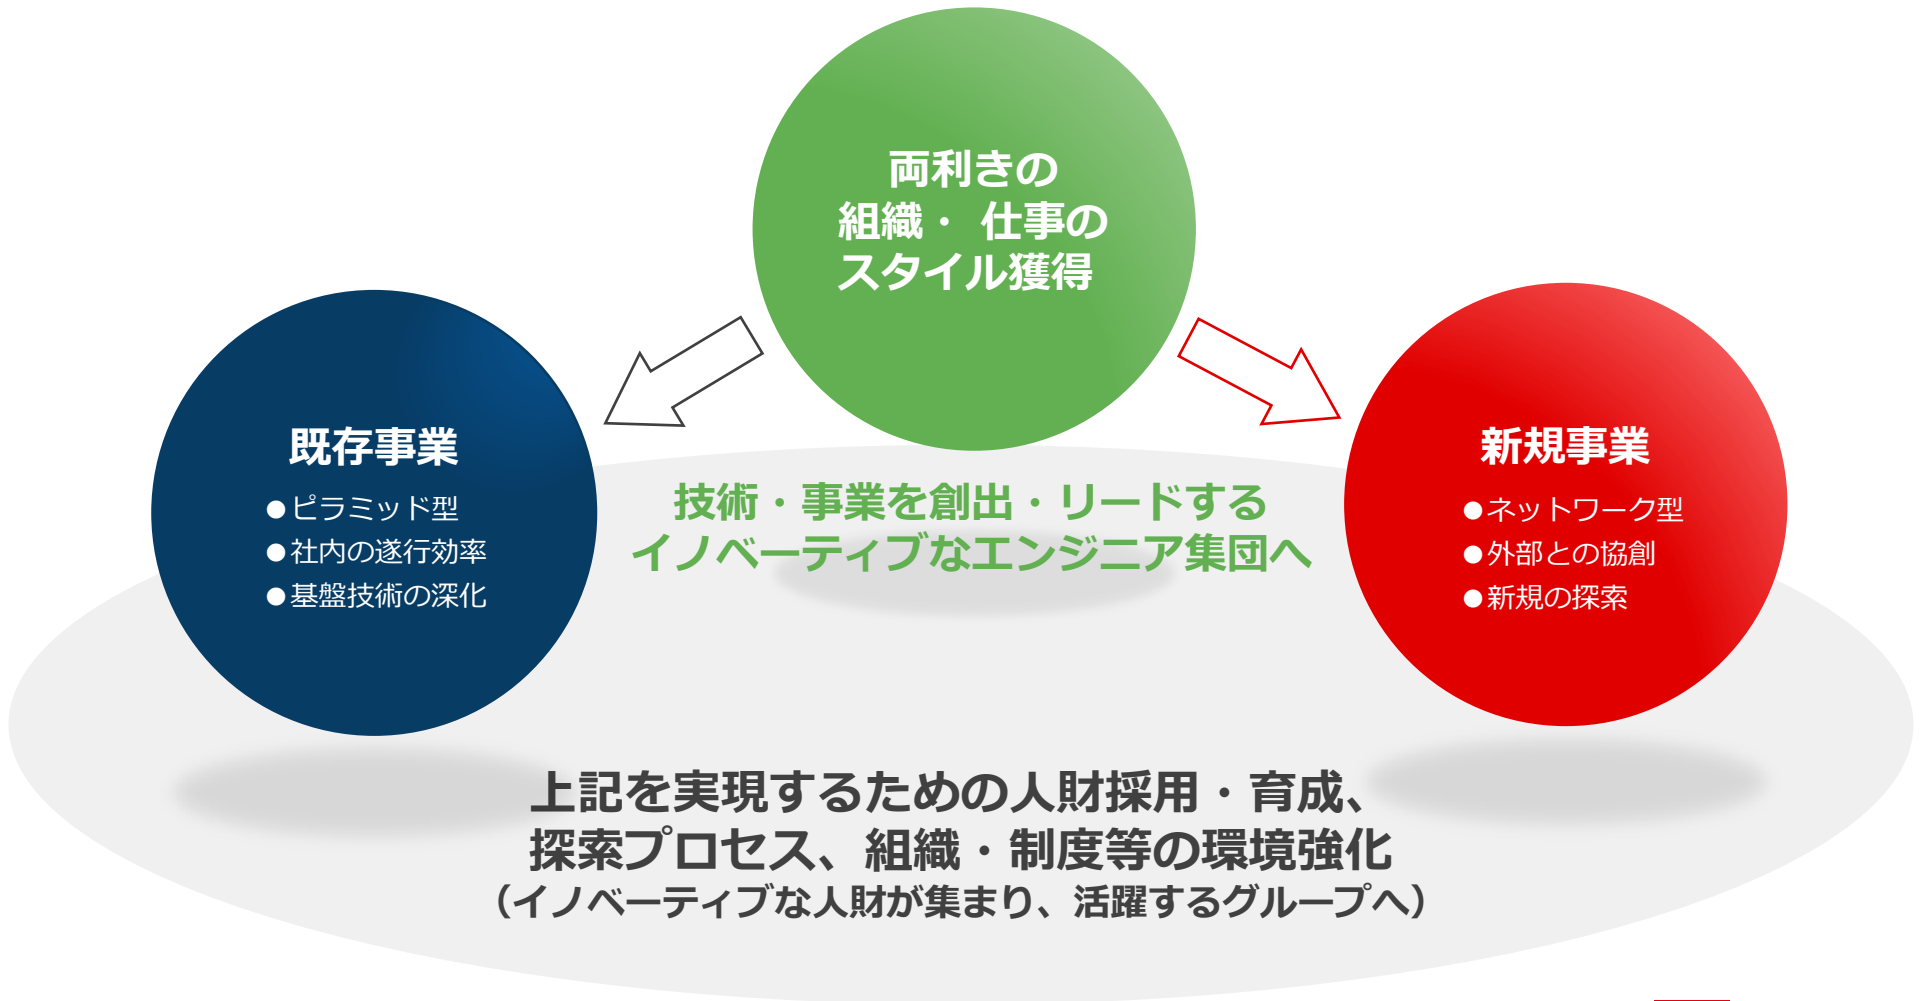 両利きの
組織・ 仕事の
スタイル獲得
既存事業
●ピラミッド型
●社内の遂行効率
●基盤技術の深化
技術・事業を創出・リードする
イノベーティブなエンジニア集団へ
新規事業
●ネットワーク型
●外部との協創
●新規の探索
上記を実現するための人財採用・育成、
探索プロセス、組織・制度等の環境強化
（イノベーティブな人財が集まり、活躍するグループへ）